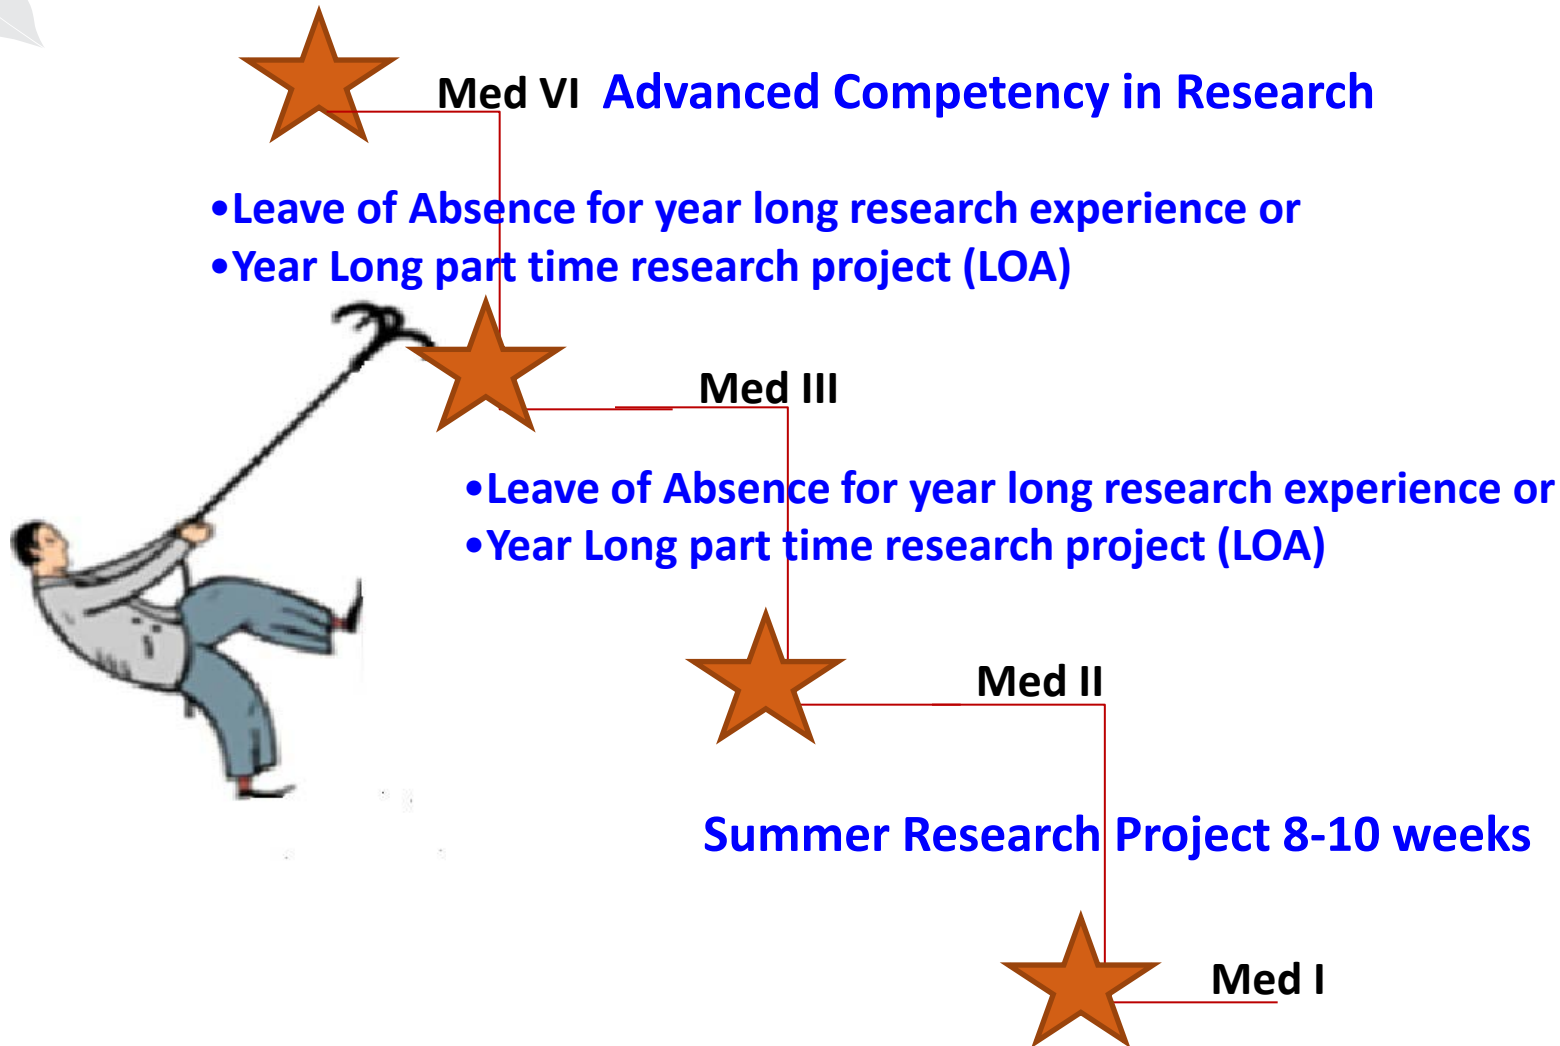 Med VI Advanced Competency in Research
•Leave of Absence for year long research experience or
•Year Long part time research project (LOA)
Med III
•Leave of Absence for year long research experience or
•Year Long part time research project (LOA)
Med II
Summer Research Project 8-10 weeks
Med I